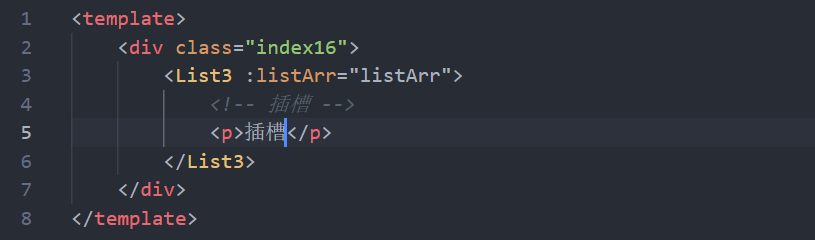 1 <template>
2 <div class="index16">
3 <List3 :listArr="listArr">
4 <!-- 插槽 -->
5 <p>插槽</p>
6 </List3>
7 </div>
8 </template>